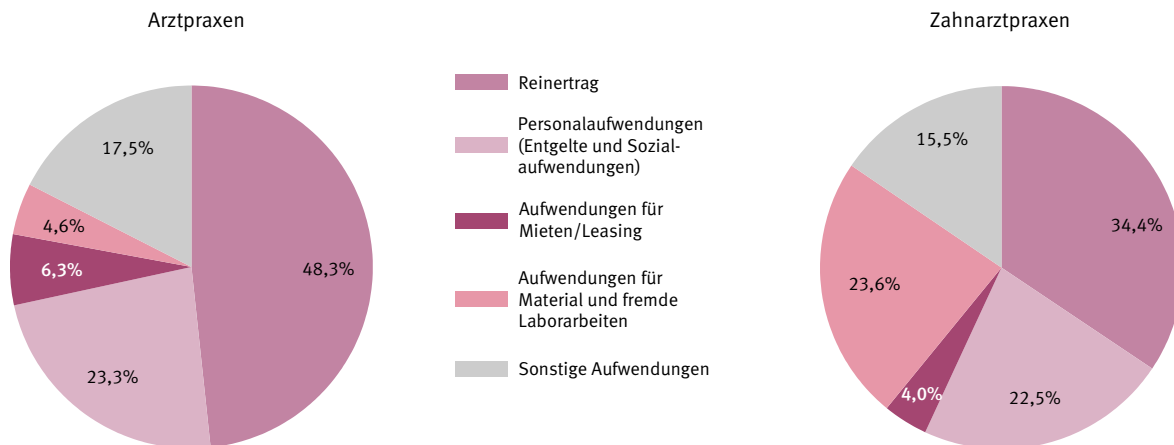 Arztpraxen
17,5%
4,6%
6,3%
23,3%
48,3%
Reinertrag
Personalaufwendungen
(Entgelte und Sozial-
aufwendungen)
Aufwendungen für
Mieten/Leasing
Aufwendungen für
Material und fremde
Laborarbeiten
Sonstige Aufwendungen
Zahnarztpraxen
15,5%
34,4%
23,6%
4,0%
22,5%